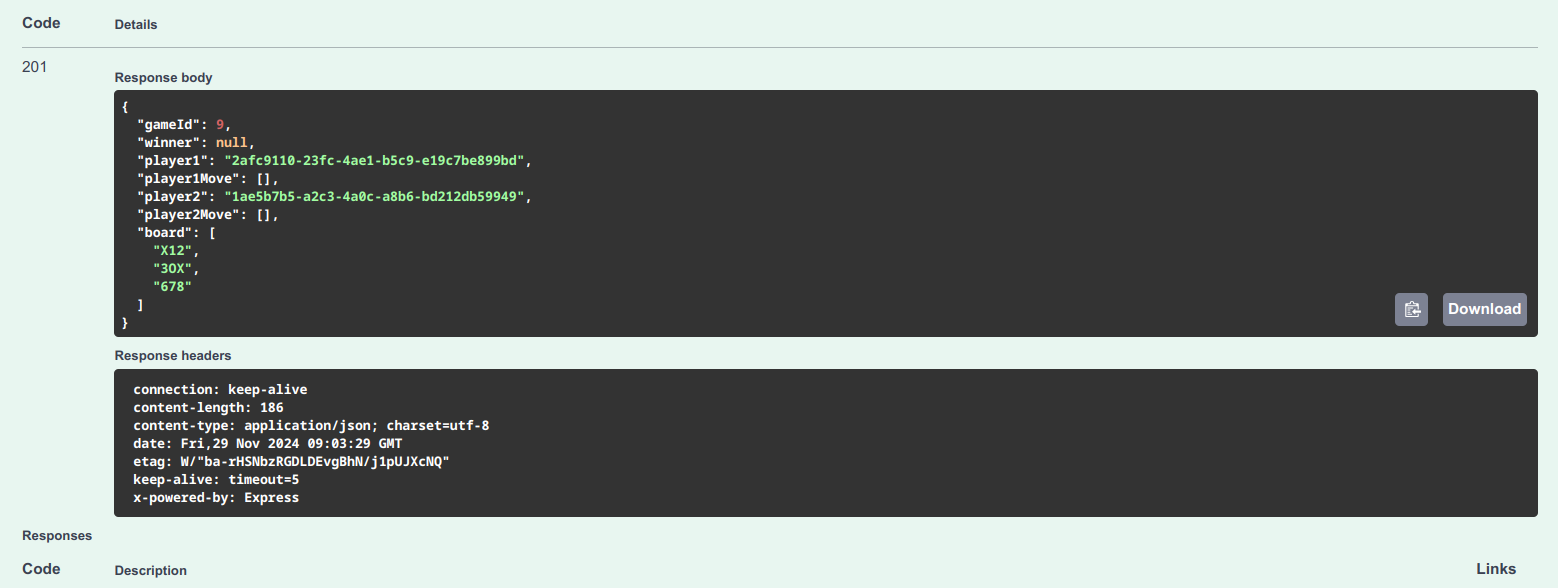 Code Details
201
Response body
{
"gameId": 9,
"winner": null,
"player1": "2afc9110-23fc-4ae1-b5c9-e19c7be899bd",
"player1Move": [],
"player2": "1ae5b7b5-a2c3-4a0c-a8b6-bd212db59949",
"player2Move": [],
"board": [
"X12",
"3OX",
"678"
]
}
Download
Response headers
connection: keep-alive
content-length: 186
content-type: application/json; charset=utf-8
date: Fri,29 Nov 2024 09:03:29 GMT
etag: W/"ba-rHSNbzRGDLDEvgBhN/j1pUJXcNQ"
keep-alive: timeout=5
x-powered-by: Express
Responses
Code Description Links